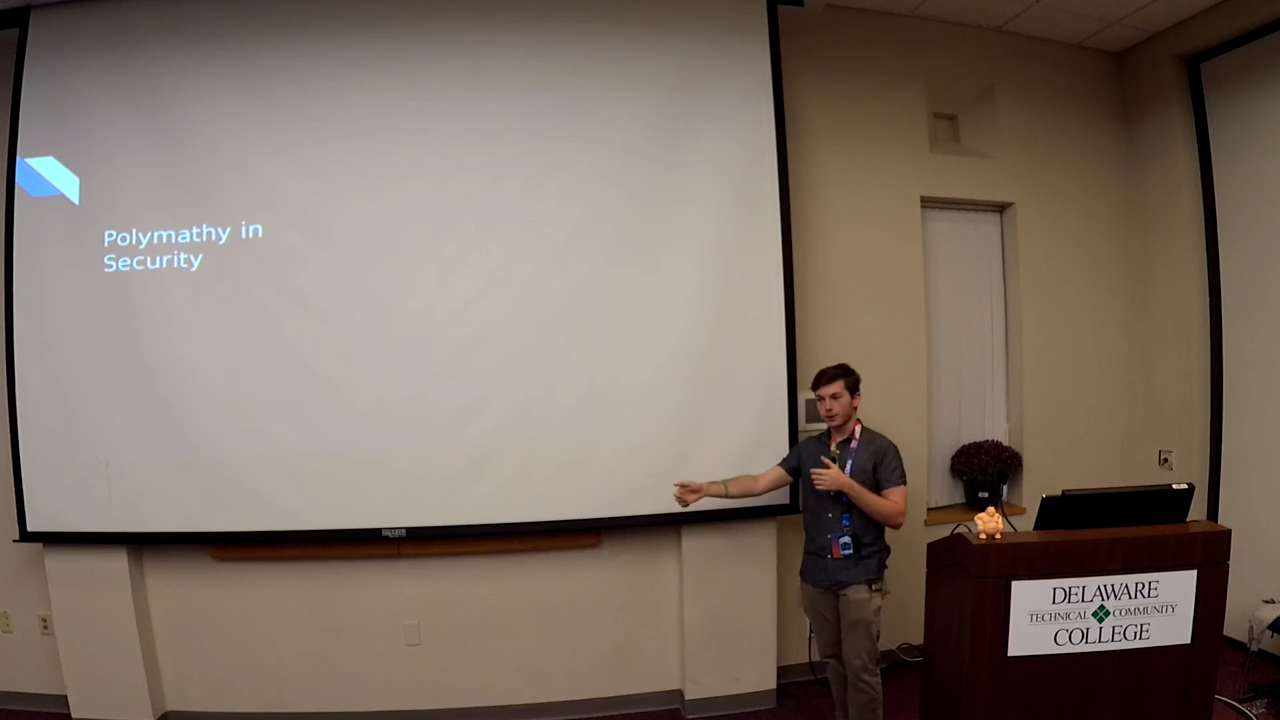 Polymathy in
Security
DELAWARE
TECHNICAL COMMUNITY
COLLEGE